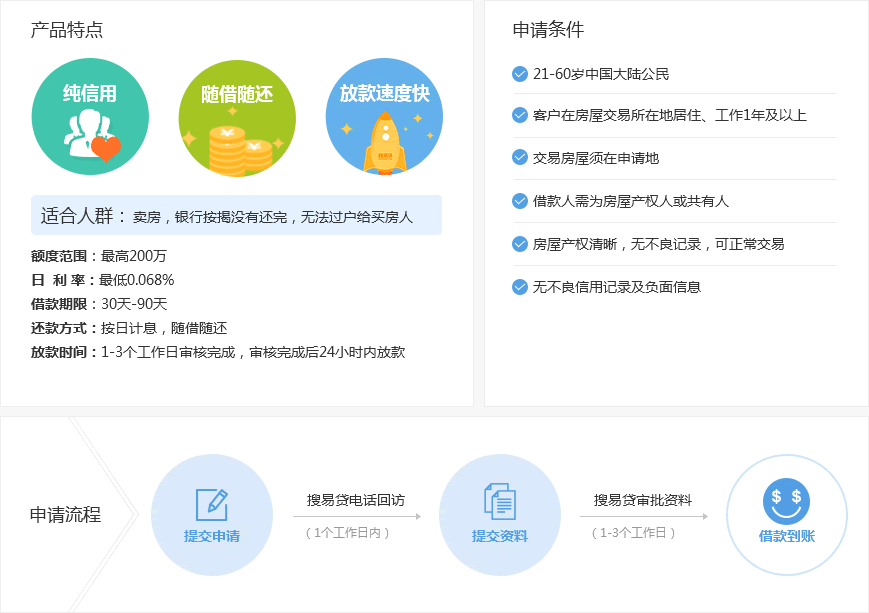 产品特点
纯信用
随借随还
放款速度快
适合人群：卖房，银行按揭没有还完，无法过户给买房人
额度范围：最高200万
日 利 率：最低0.068%
借款期限：30天-90天
还款方式：按日计息，随借随还
放款时间：1-3个工作日审核完成，审核完成后24小时内放款
申请条件
21-60岁中国大陆公民
客户在房屋交易所在地居住、工作1年及以上
交易房屋须在申请地
借款人需为房屋产权人或共有人
房屋产权清晰，无不良记录，可正常交易
无不良信用记录及负面信息
申请流程
提交申请
搜易贷电话回访
（1个工作日内）
提交资料
搜易贷审批资料
（1-3个工作日）
$ $
借款到账